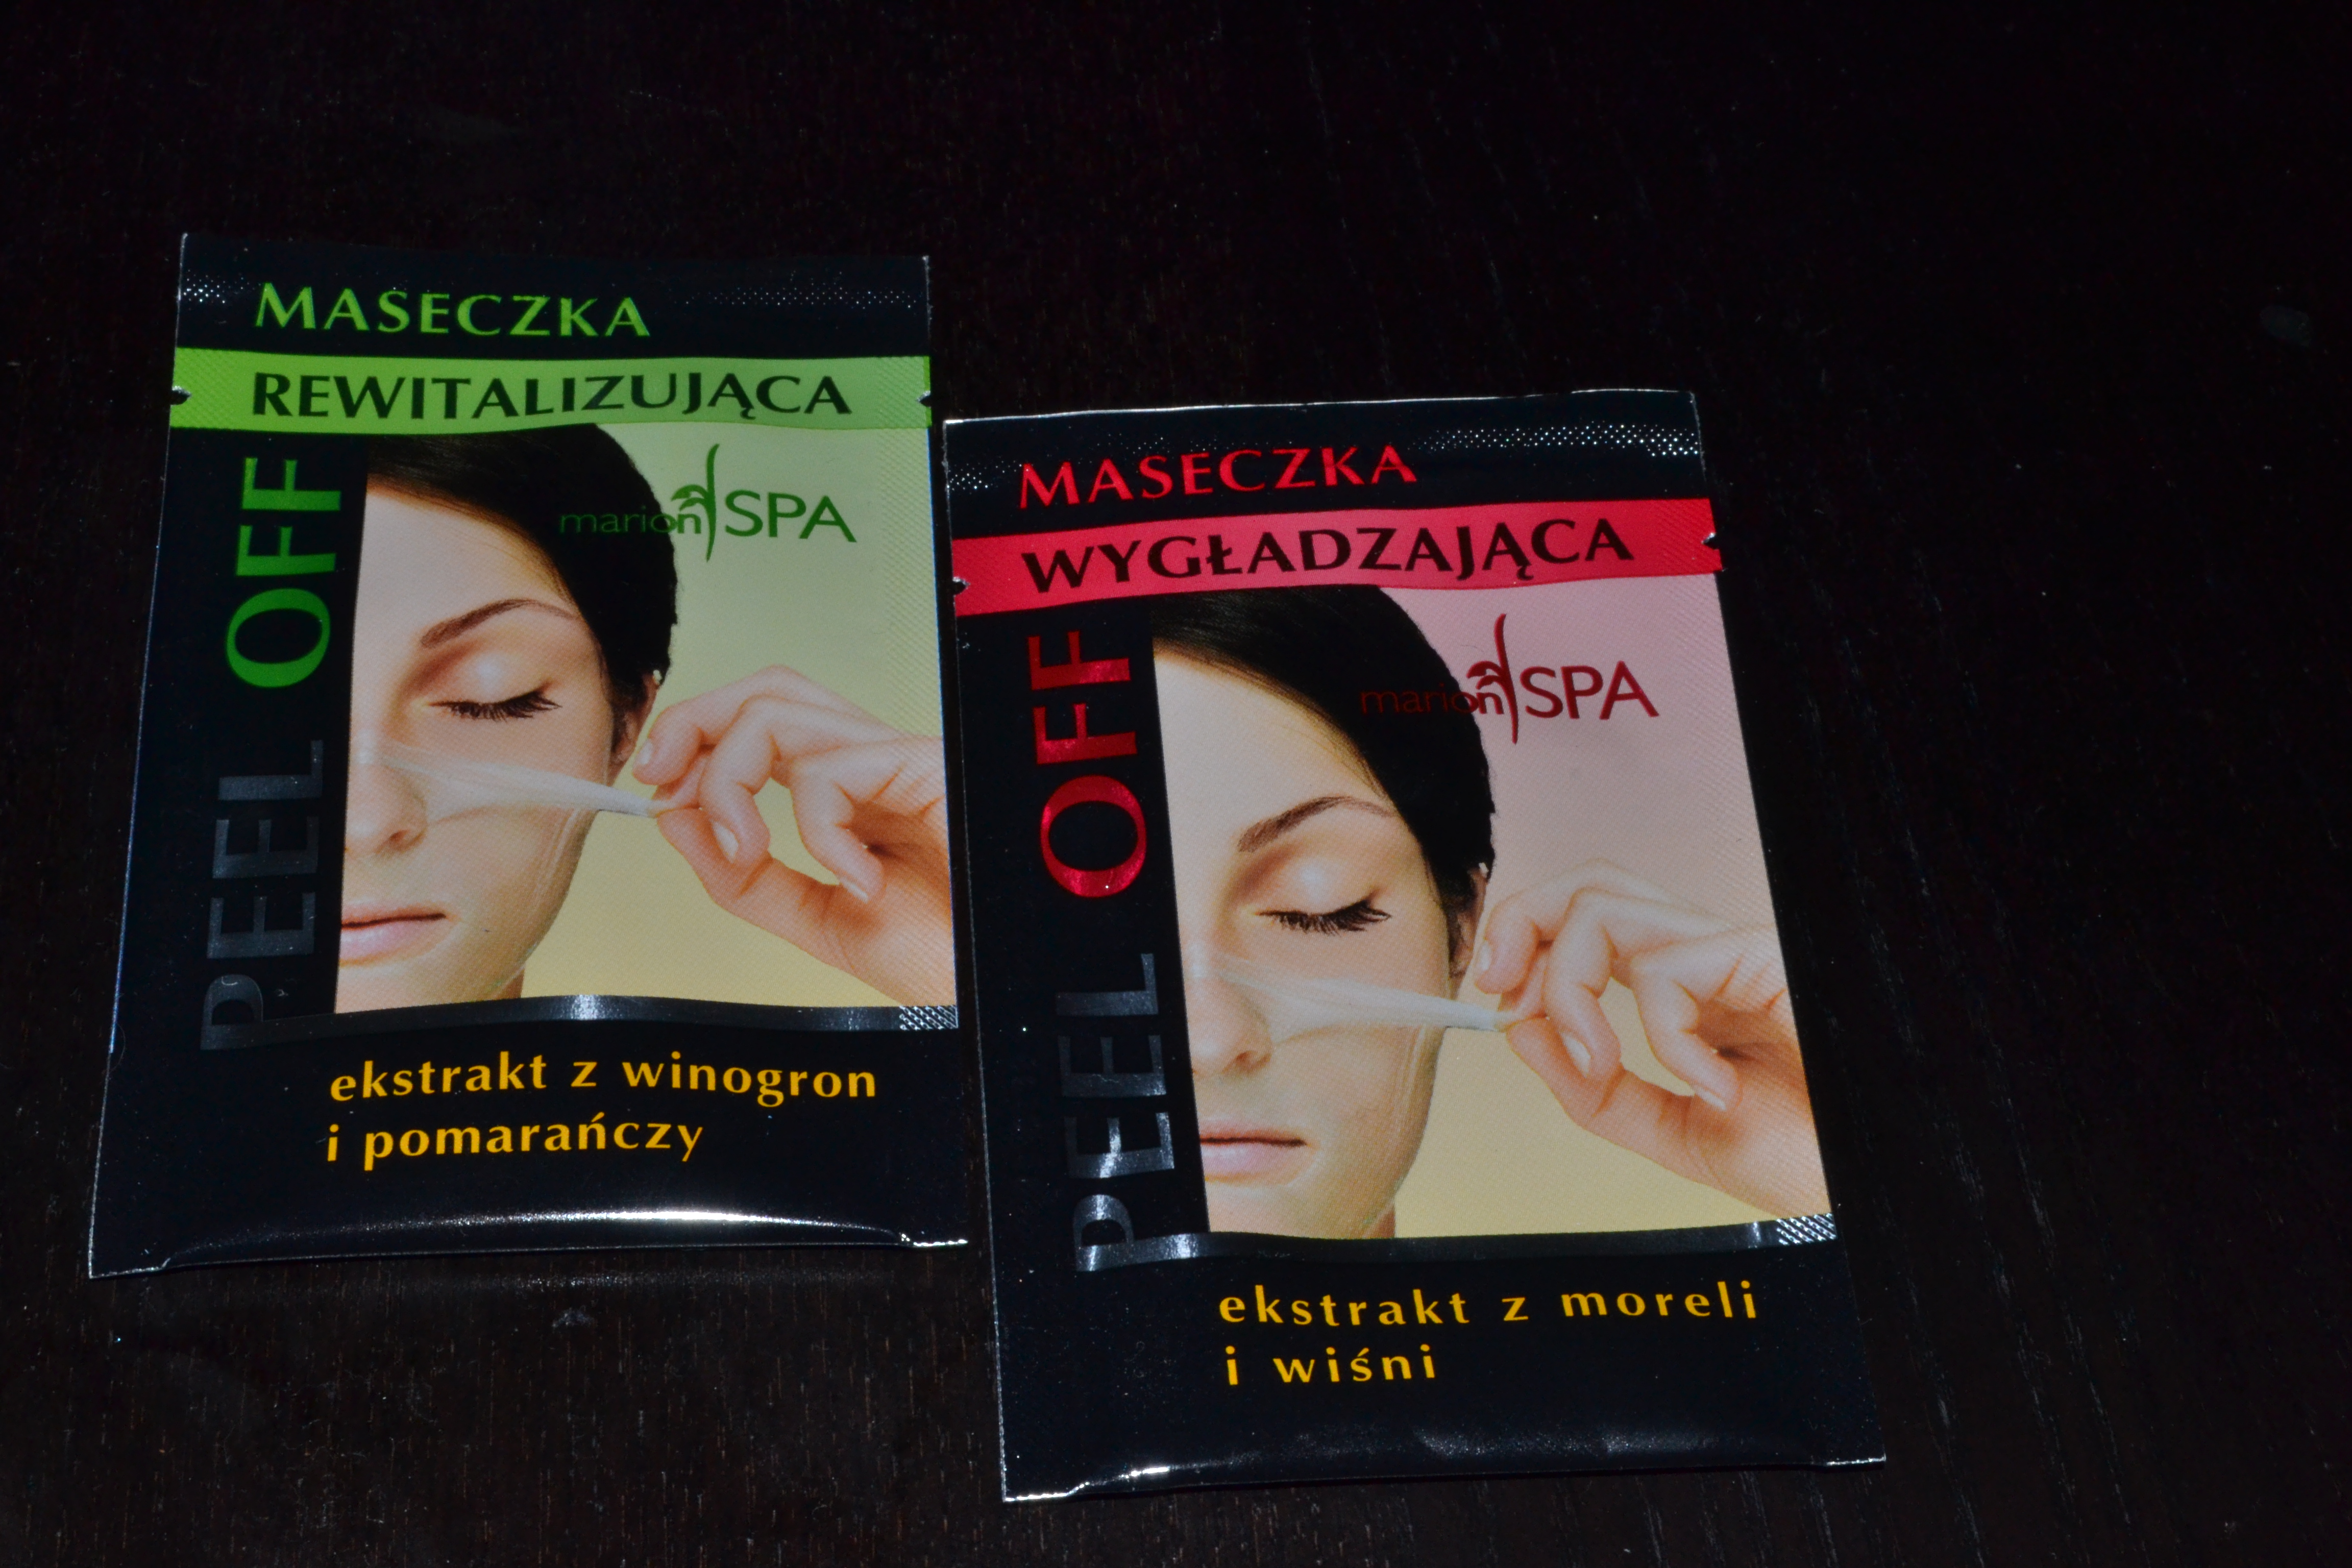 MASECZKA
REWITALIZUJĄCA
PEEL OFF
marion SPA
ekstrakt z winogron
i pomarańczy
MASECZKA
WYGŁADZAJĄCA
PEEL OFF
marion SPA
ekstrakt z moreli
i wiśni